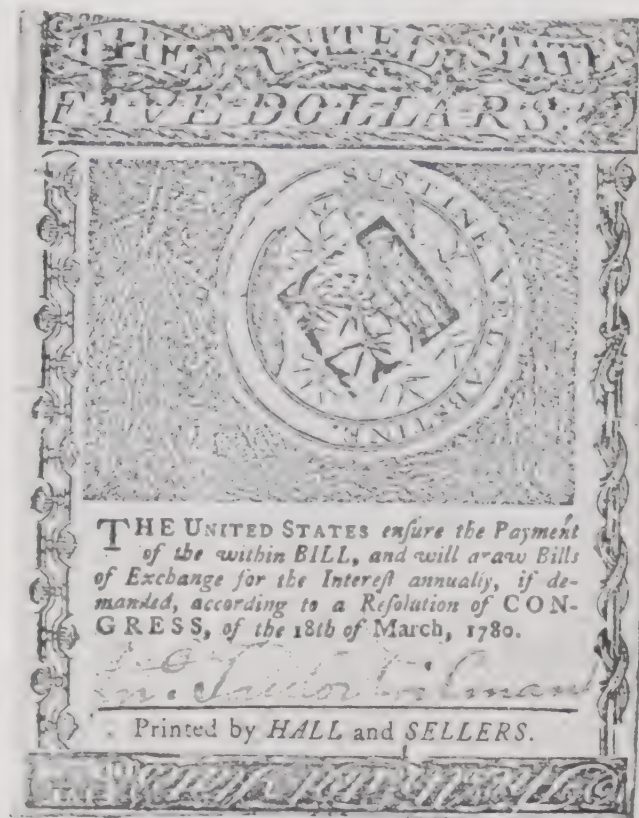 THE UNITED STATES
FIVE DOLLARS.
SUSTINE VEL ABSTINE.
THE UNITED STATES enſure the Payment
of the within BILL, and will draw Bills
of Exchange for the Intereſt annually, if de-
manded, according to a Reſolution of CON-
GRESS, of the 18th of March, 1780.
Printed by HALL and SELLERS.